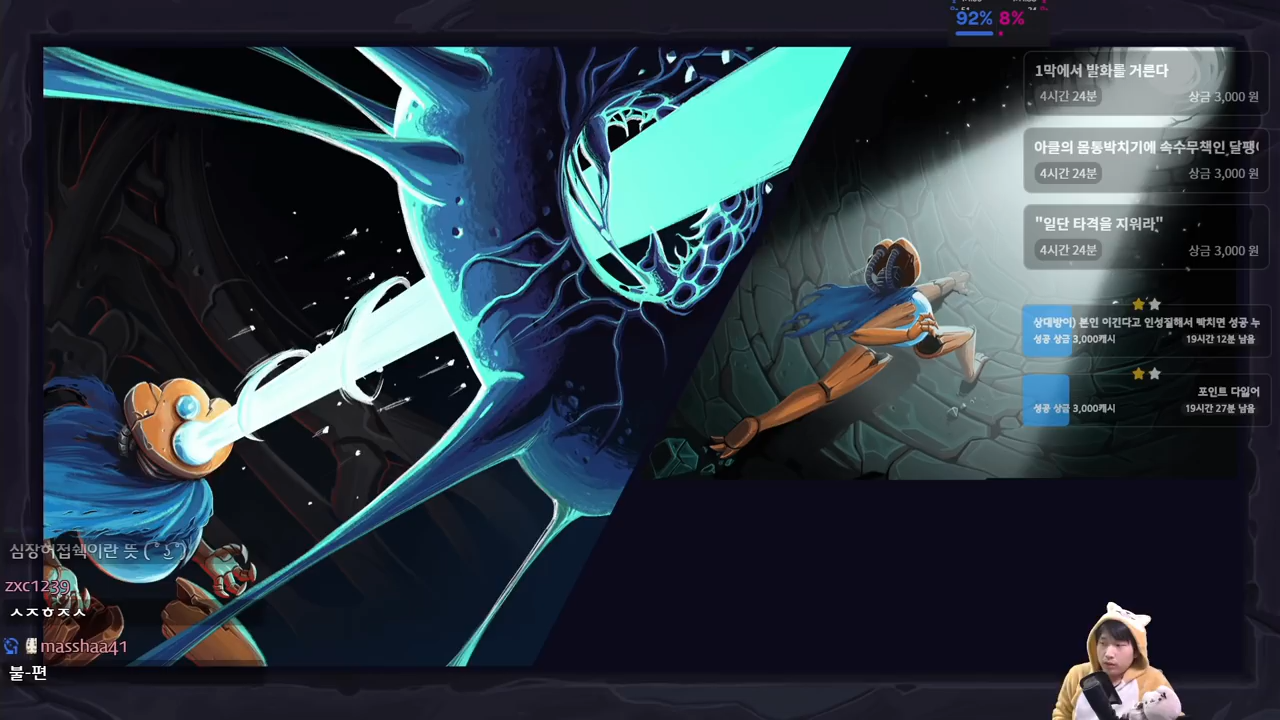 92% 8%
1막에서 발화를 거른다
4시간 24분
상금 3,000 원
아클의 몸통박치기에 속수무책인 달팽이
4시간 24분
상금 3,000 원
"일단 타격을 지워라"
4시간 24분
상금 3,000 원
상대방이) 본인 이긴다고 인성질해서 빡치면 성공 누
성공 상금 3,000캐시
19시간 12분 남음
포인트 다잃어
성공 상금 3,000캐시
19시간 27분 남음
심장허접쉑이란 뜻 ( ͡° ͜ʖ ͡°)
zxc1239
ㅅㅈㅎㅈㅅ
masshaa41
불-편